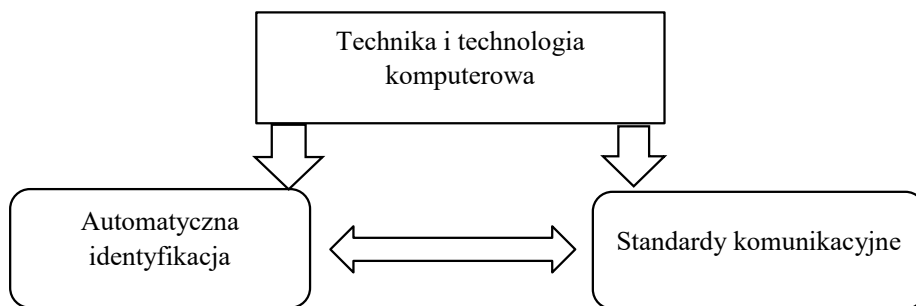 Technika i technologia
komputerowa
Automatyczna
identyfikacja
Standardy komunikacyjne